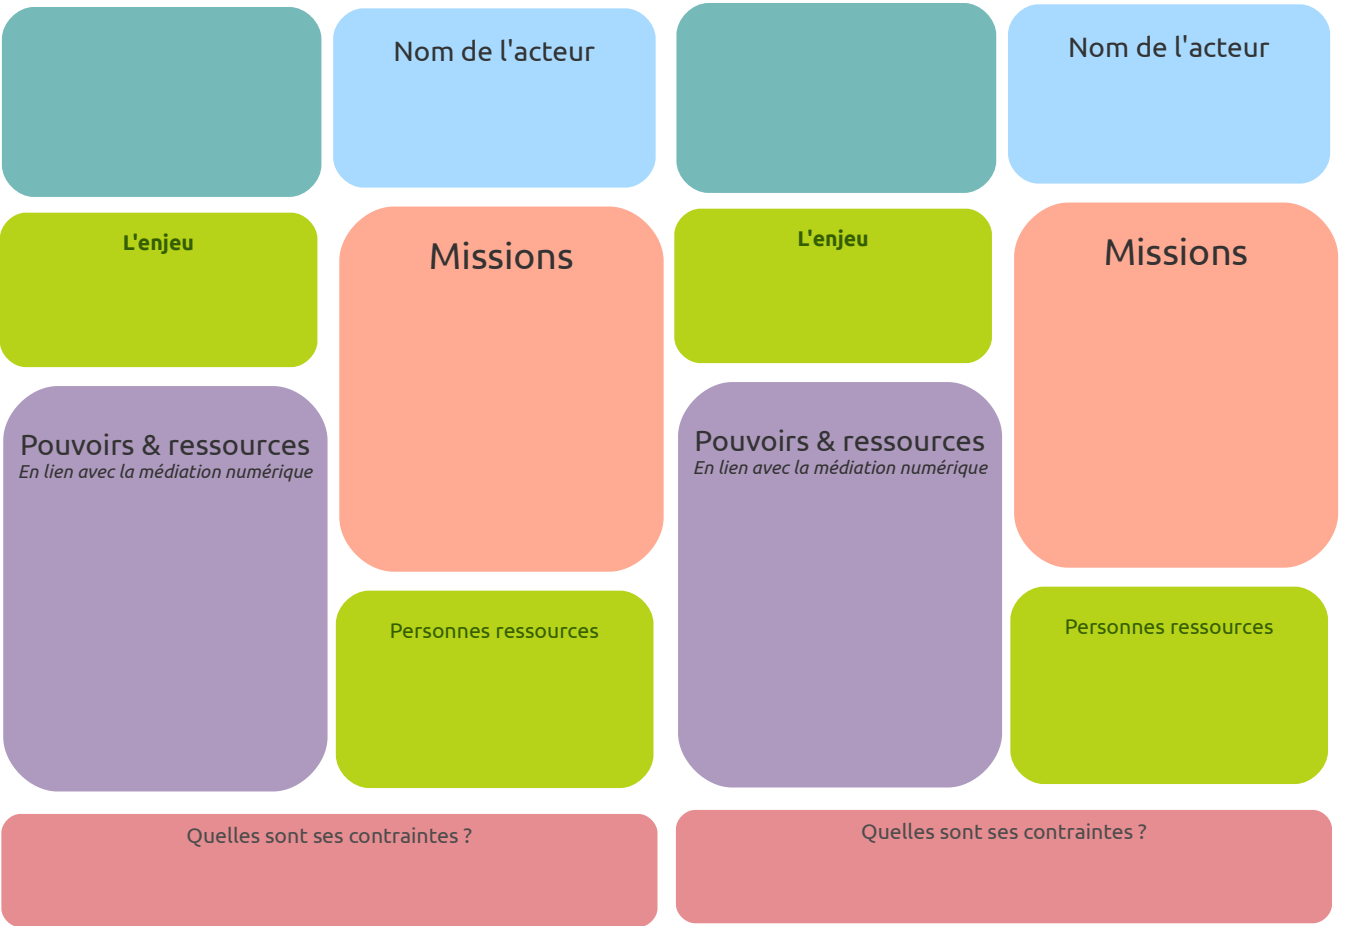 Nom de l'acteur
L'enjeu
Missions
Pouvoirs & ressources
En lien avec la médiation numérique
Personnes ressources
Quelles sont ses contraintes ?
Nom de l'acteur
L'enjeu
Missions
Pouvoirs & ressources
En lien avec la médiation numérique
Personnes ressources
Quelles sont ses contraintes ?